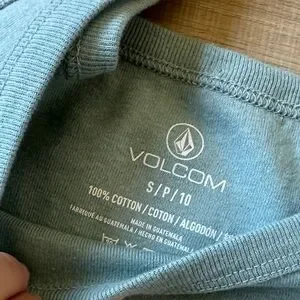 VOLCOM
S/P/10
100% COTTON/COTON/ALGODÓN/
MADE IN GUATEMALA
FABRIQUÉ AU GUATEMALA/HECHO EN GUATEMALA